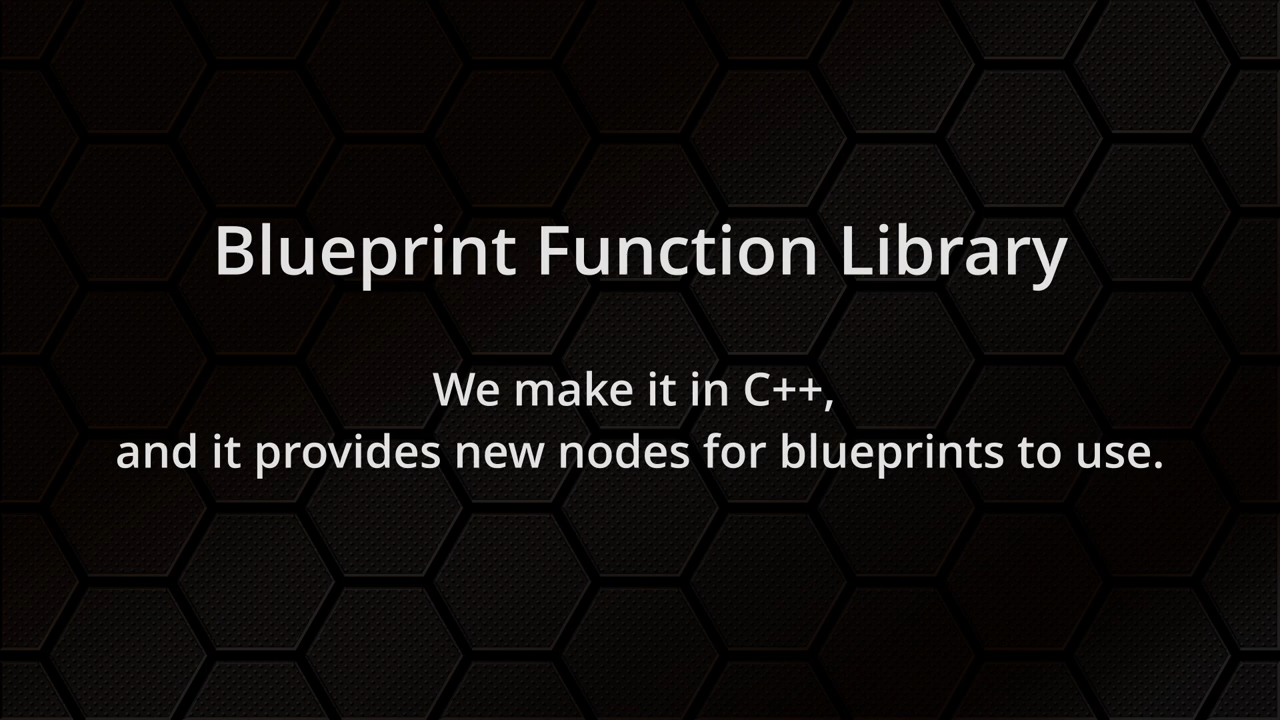 Blueprint Function Library
We make it in C++,
and it provides new nodes for blueprints to use.